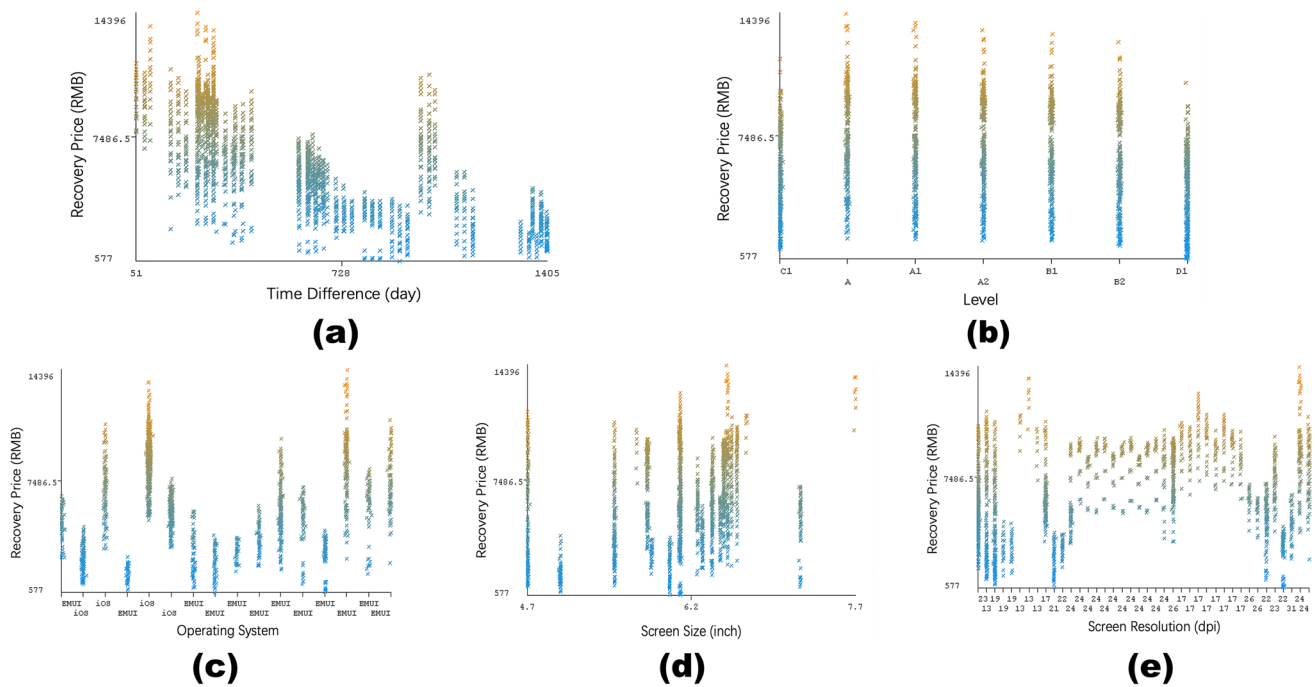 14396
Recovery Price (RMB)
7486.5
577
51
728
1405
Time Difference (day)
(a)
14396
Recovery Price (RMB)
7486.5
577
C1
A
A1
A2
B1
B2
D1
Level
(b)
14396
Recovery Price (RMB)
7486.5
577
EMUI iOS EMUI EMUI EMUI EMUI EMUI
iOS EMUI iOS EMUI EMUI EMUI EMUI EMUI
Operating System
(c)
14396
Recovery Price (RMB)
7486.5
577
4.7
6.2
7.7
Screen Size (inch)
(d)
14396
Recovery Price (RMB)
7486.5
577
Screen Resolution (dpi)
(e)